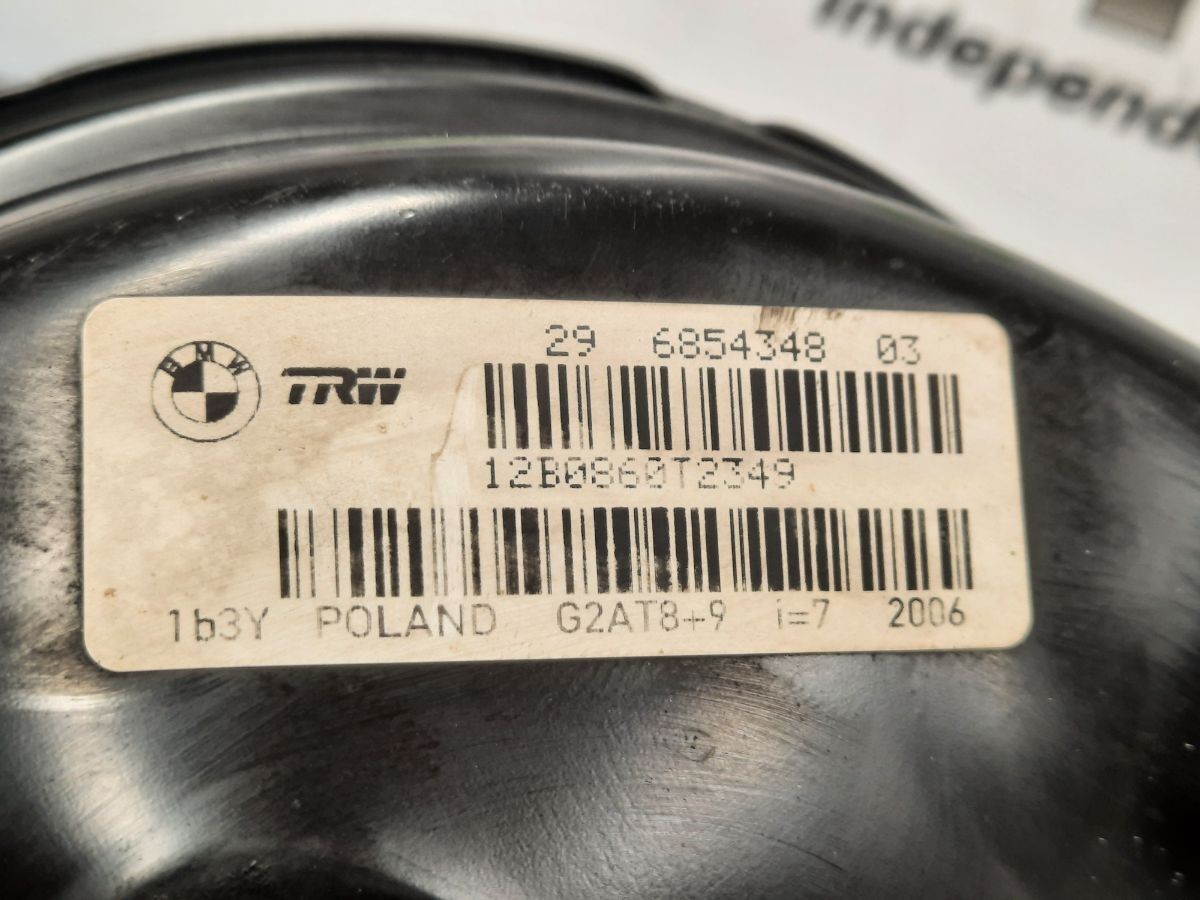 independ
29 6854348 03
BMW TRW
12B0860T2349
1b3Y POLAND G2AT8+9 i=7 2006